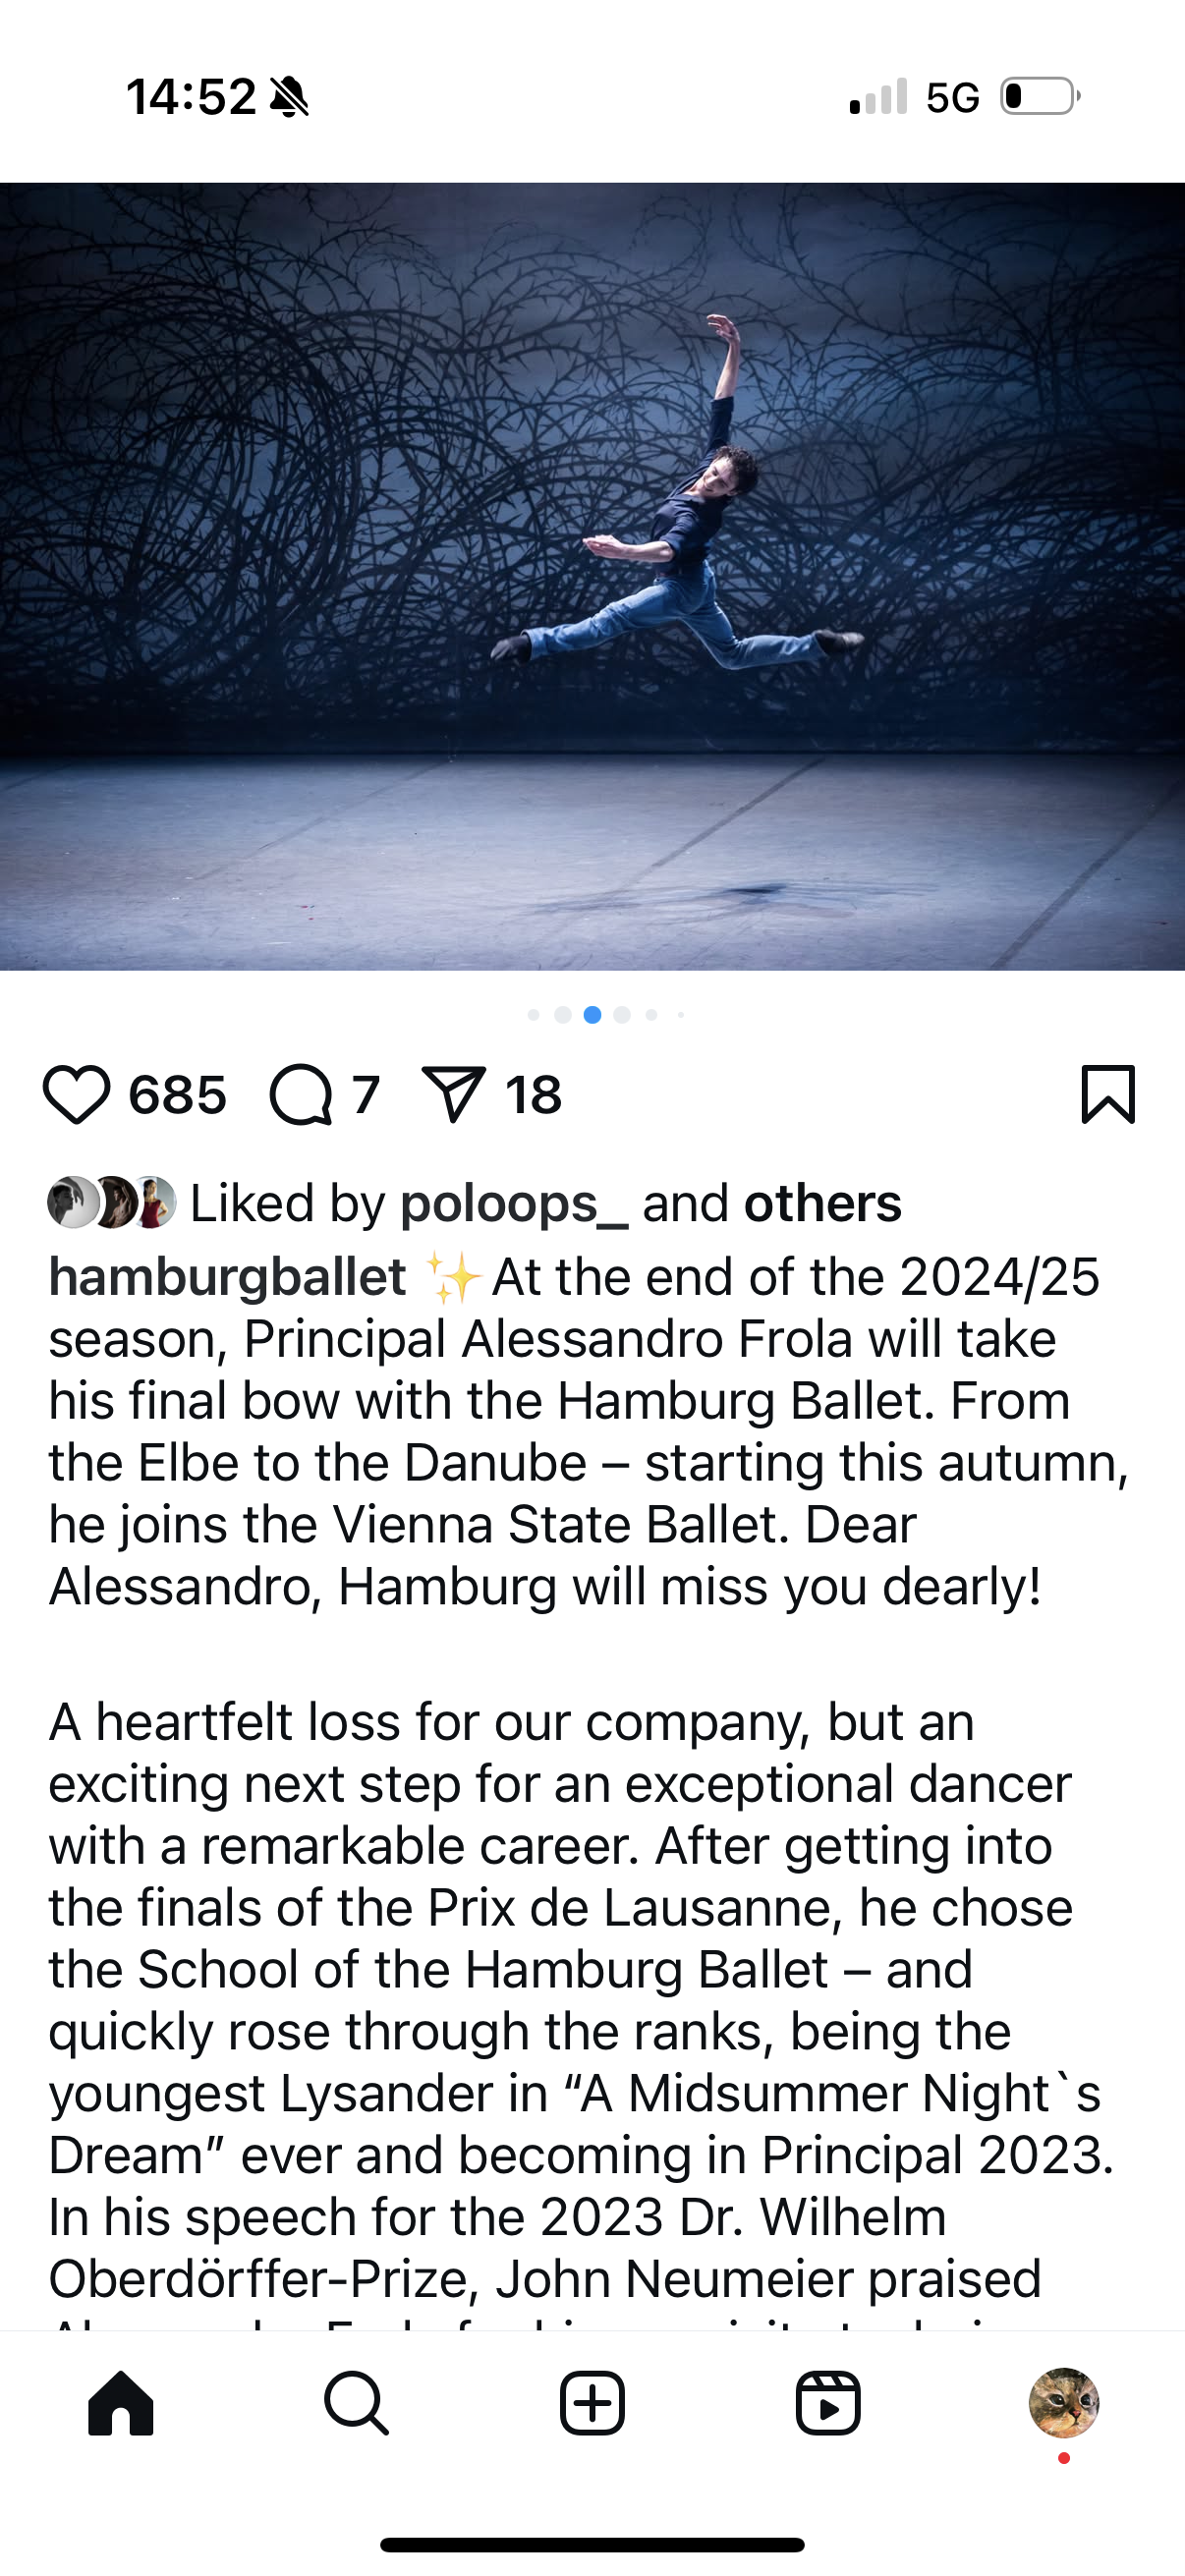 14:52
5G
685 7 18
Liked by poloops_ and others
hamburgballet ✨At the end of the 2024/25
season, Principal Alessandro Frola will take
his final bow with the Hamburg Ballet. From
the Elbe to the Danube – starting this autumn,
he joins the Vienna State Ballet. Dear
Alessandro, Hamburg will miss you dearly!
A heartfelt loss for our company, but an
exciting next step for an exceptional dancer
with a remarkable career. After getting into
the finals of the Prix de Lausanne, he chose
the School of the Hamburg Ballet – and
quickly rose through the ranks, being the
youngest Lysander in “A Midsummer Night`s
Dream” ever and becoming in Principal 2023.
In his speech for the 2023 Dr. Wilhelm
Oberdörffer-Prize, John Neumeier praised